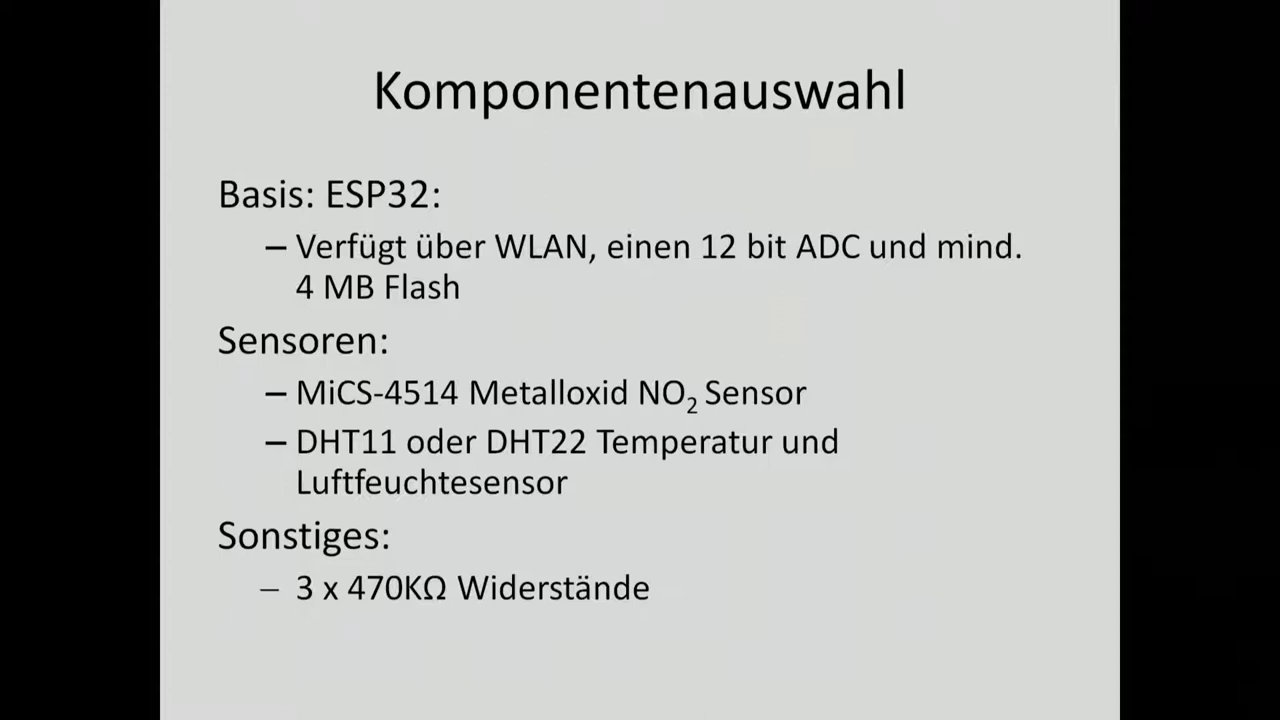 Komponentenauswahl
Basis: ESP32:
– Verfügt über WLAN, einen 12 bit ADC und mind.
4 MB Flash
Sensoren:
– MiCS-4514 Metalloxid NO₂ Sensor
– DHT11 oder DHT22 Temperatur und
Luftfeuchtesensor
Sonstiges:
– 3 x 470KΩ Widerstände